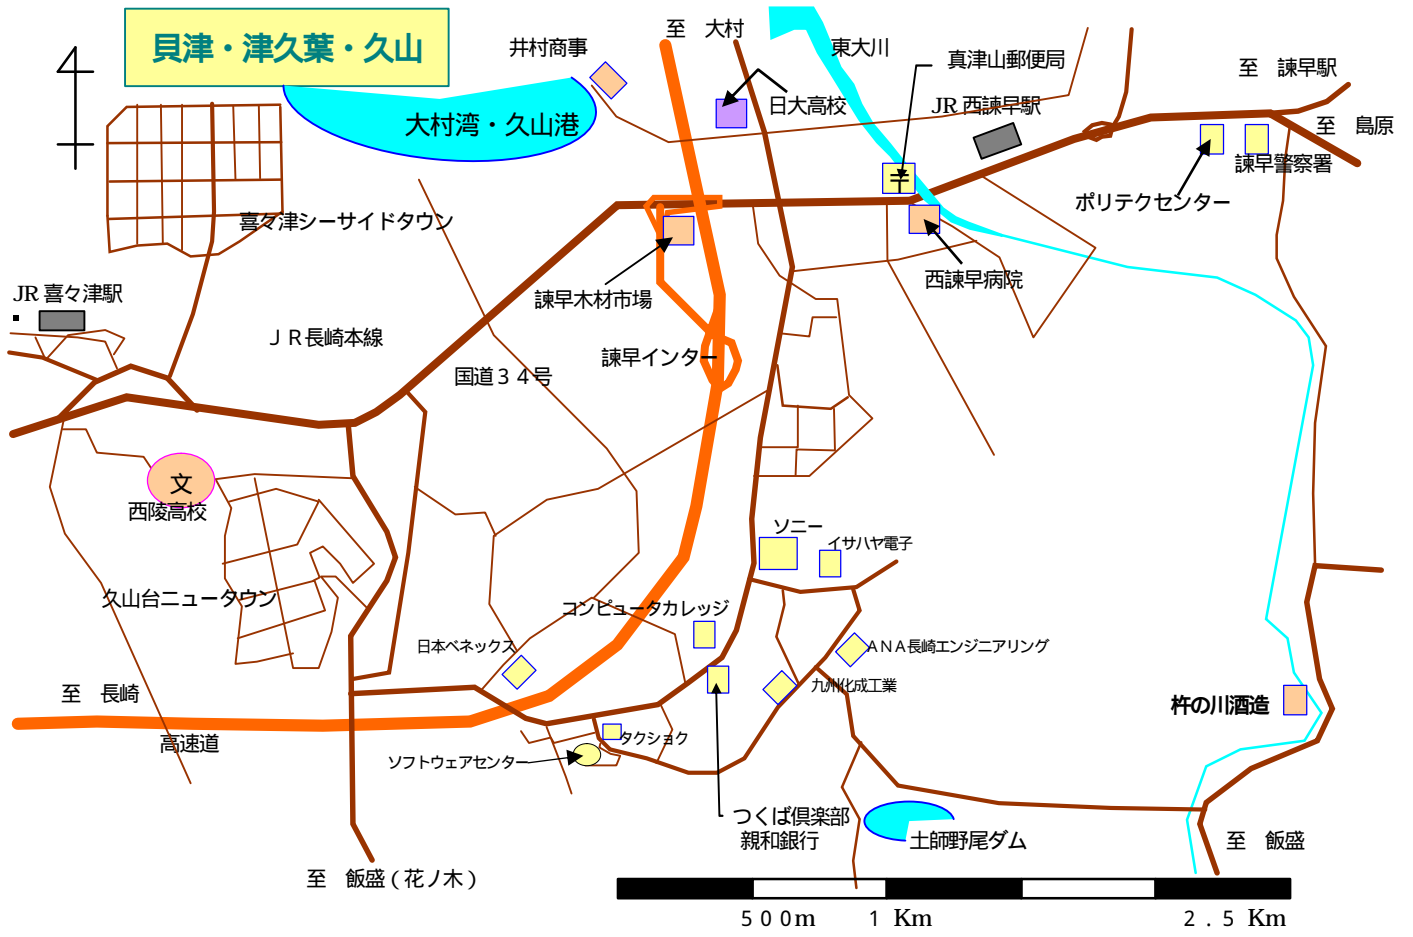 貝津・津久葉・久山
至　大村
井村商事
東大川
真津山郵便局
至　諫早駅
日大高校
JR 西諫早駅
大村湾・久山港
至　島原
諫早警察署
〒
ポリテクセンター
喜々津シーサイドタウン
西諫早病院
JR 喜々津駅
諫早木材市場
ＪＲ長崎本線
諫早インター
国道３４号
文
西陵高校
ソニー
イサハヤ電子
久山台ニュータウン
コンピュータカレッジ
日本ベネックス
ANA長崎エンジニアリング
九州化成工業
至　長崎
杵の川酒造
高速道
タクショク
ソフトウェアセンター
つくば倶楽部
親和銀行
土師野尾ダム
至　飯盛
至　飯盛（花ノ木）
５００m　１ Km　２．５ Km